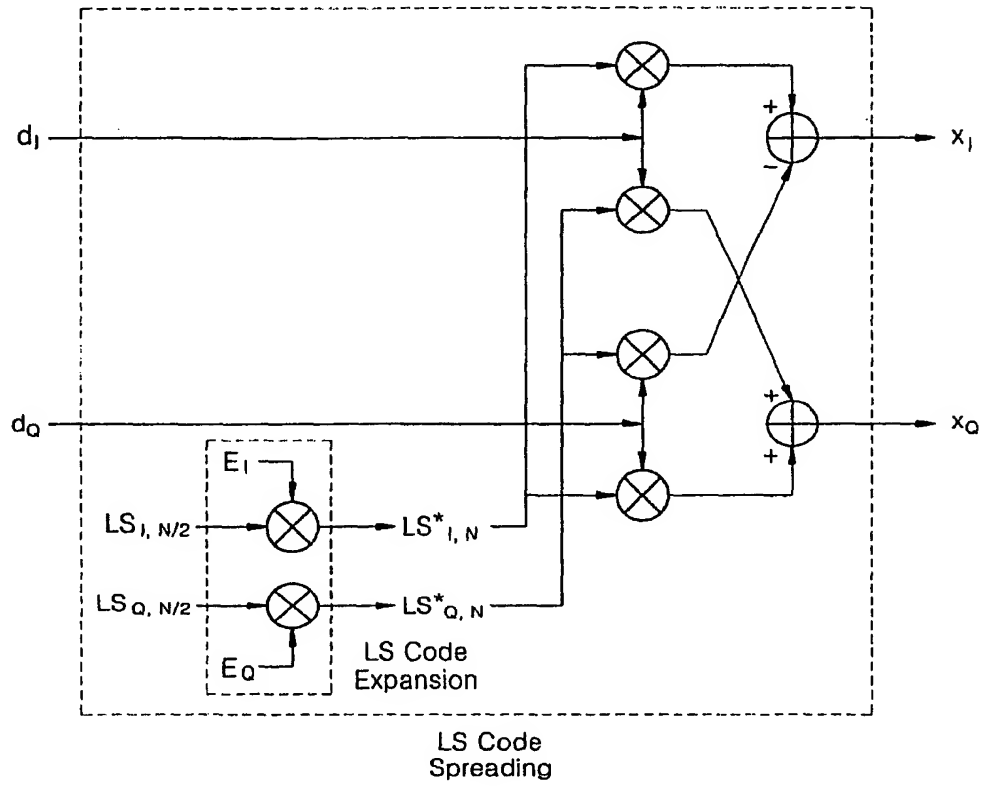 +
d_I
x_I
−
+
d_Q
x_Q
E_I
+
LS_I, N/2
LS*_I, N
LS_Q, N/2
LS*_Q, N
E_Q
LS Code
Expansion
LS Code
Spreading